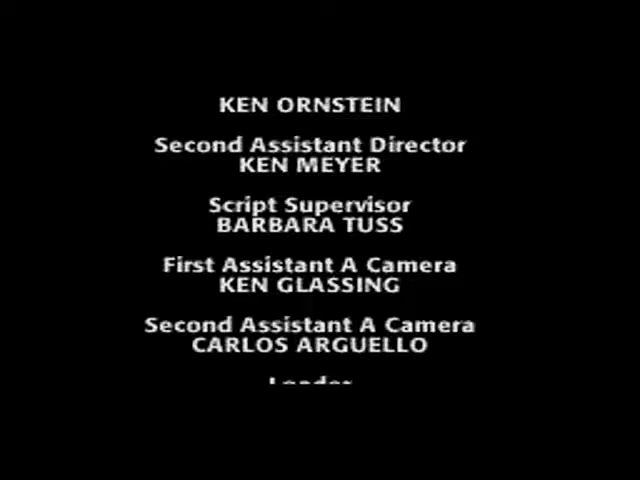 KEN ORNSTEIN
Second Assistant Director
KEN MEYER
Script Supervisor
BARBARA TUSS
First Assistant A Camera
KEN GLASSING
Second Assistant A Camera
CARLOS ARGUELLO
Loader